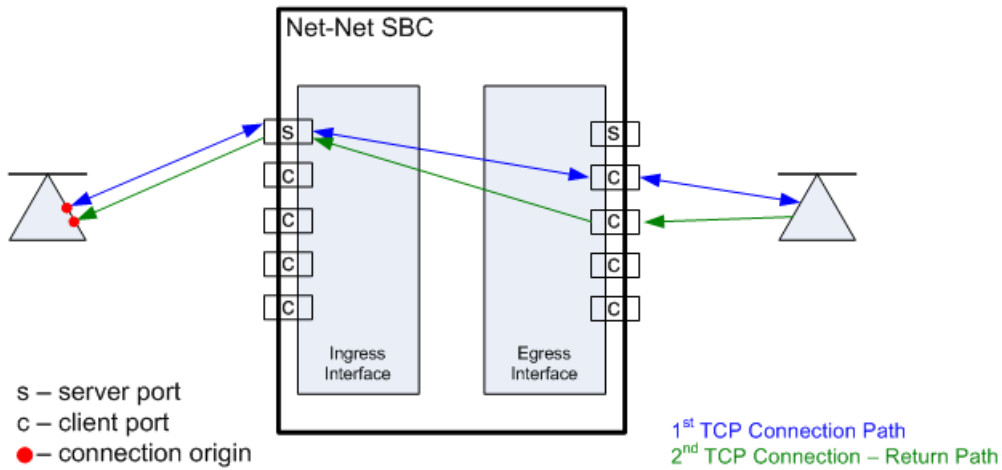 Net-Net SBC
s
c
c
c
c
s
c
c
c
c
Ingress
Interface
Egress
Interface
s – server port
c – client port
– connection origin
1st TCP Connection Path
2nd TCP Connection – Return Path